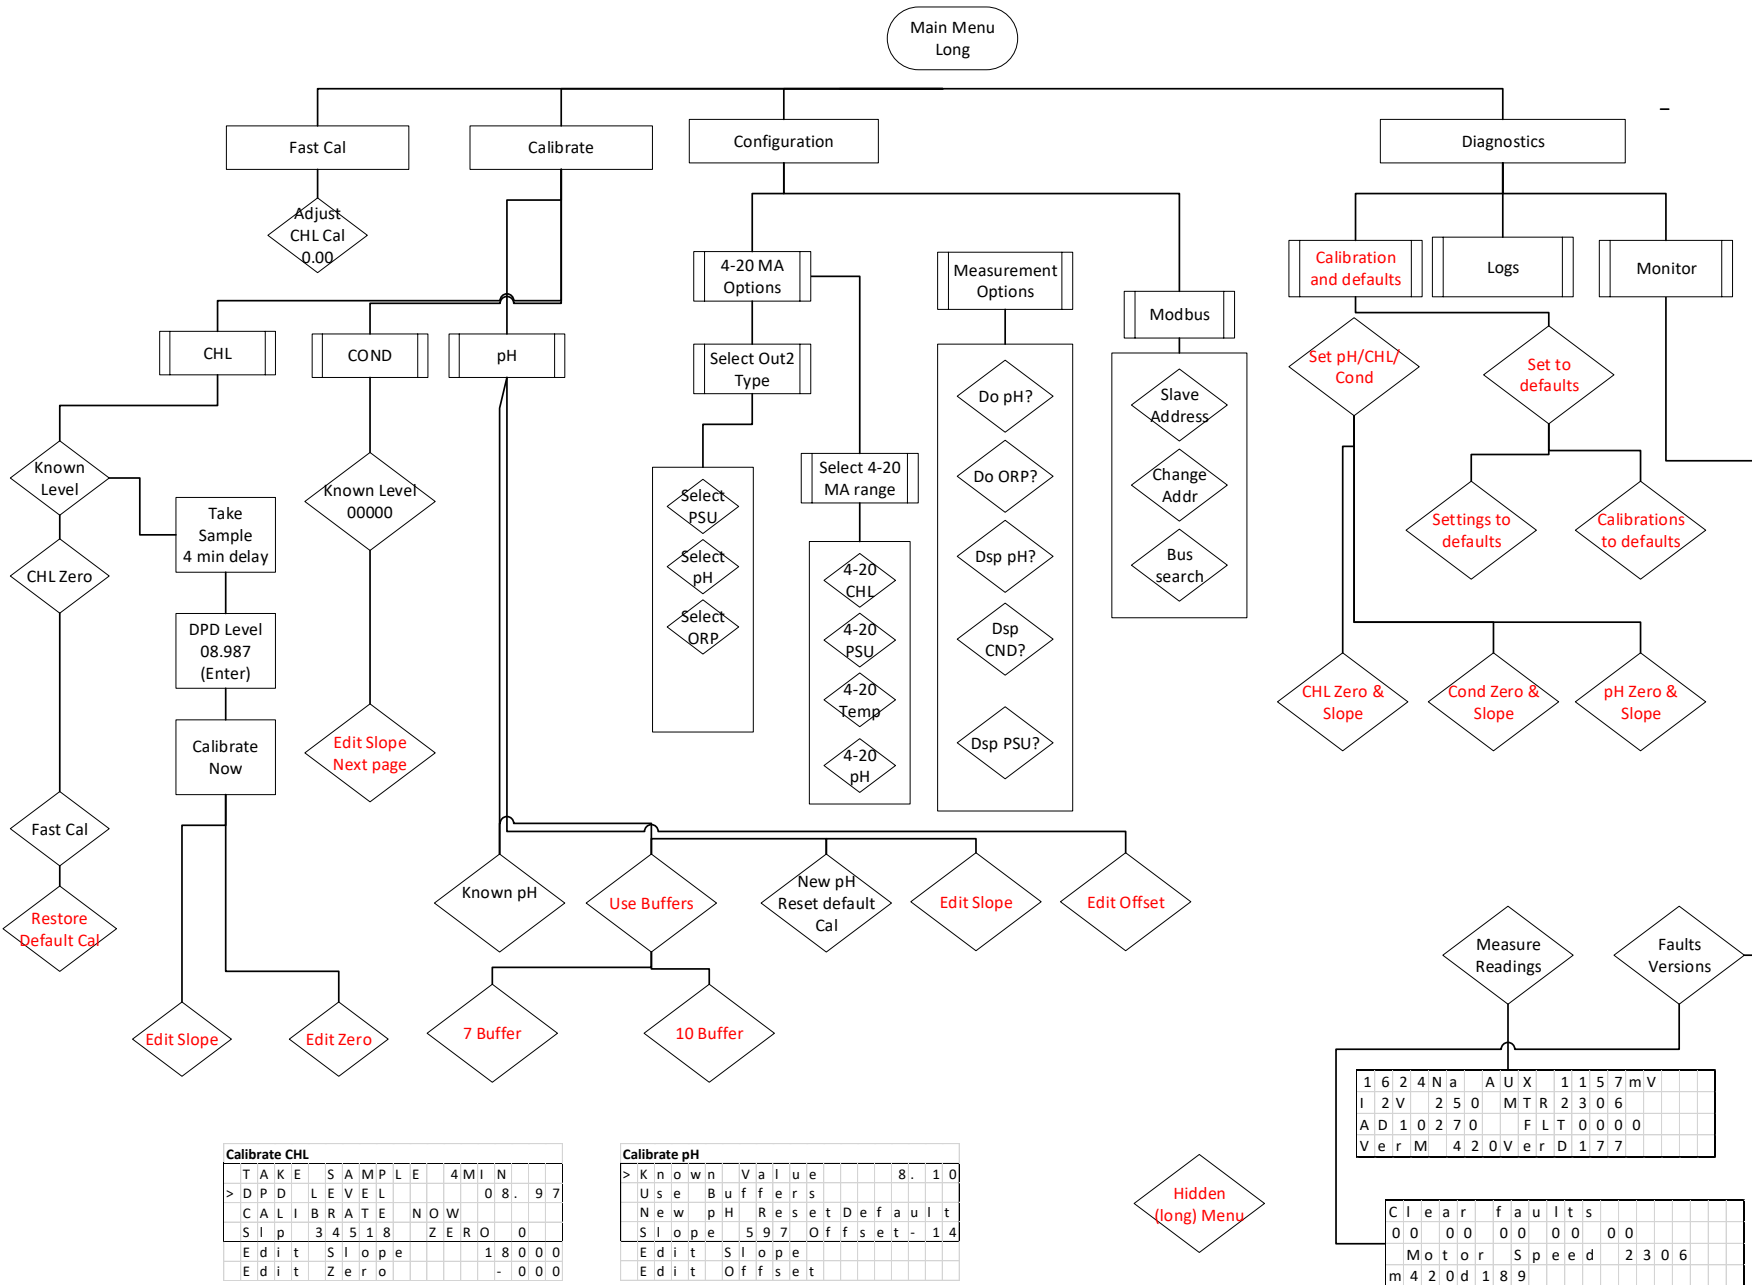 Main Menu
Long
Fast Cal
Calibrate
Configuration
Diagnostics
Adjust
CHL Cal
0.00
4-20 MA
Options
Measurement
Options
Modbus
Calibration
and defaults
Logs
Monitor
CHL
COND
pH
Select Out2
Type
Set pH/CHL/
Cond
Set to
defaults
Do pH?
Do ORP?
Dsp pH?
Dsp
CND?
Dsp PSU?
Slave
Address
Change
Addr
Bus
search
Known
Level
Known Level
00000
Select
PSU
Select
pH
Select
ORP
Select 4-20
MA range
4-20
CHL
4-20
PSU
4-20
Temp
4-20
pH
Settings to
defaults
Calibrations
to defaults
Take
Sample
4 min delay
CHL Zero
DPD Level
08.987
(Enter)
Calibrate
Now
Edit Slope
Next page
CHL Zero &
Slope
Cond Zero &
Slope
pH Zero &
Slope
Fast Cal
Restore
Default Cal
Known pH
Use Buffers
New pH
Reset default
Cal
Edit Slope
Edit Offset
Measure
Readings
Faults
Versions
Edit Slope
Edit Zero
7 Buffer
10 Buffer
1624Na AUX 1157mV
I 2V 250 MTR2306
AD10270 FLT0000
VerM 420VerD177
Calibrate CHL
TAKE SAMPLE 4MIN
>DPD LEVEL 08.97
CALIBRATE NOW
Slp 34518 ZERO 0
Edit Slope 18000
Edit Zero -000
Calibrate pH
>Known Value 8.10
Use Buffers
New pH ResetDefault
Slope 597 Offset-14
Edit Slope
Edit Offset
Hidden
(long) Menu
Clear faults
00 00 00 00 00
Motor Speed 2306
m420d189